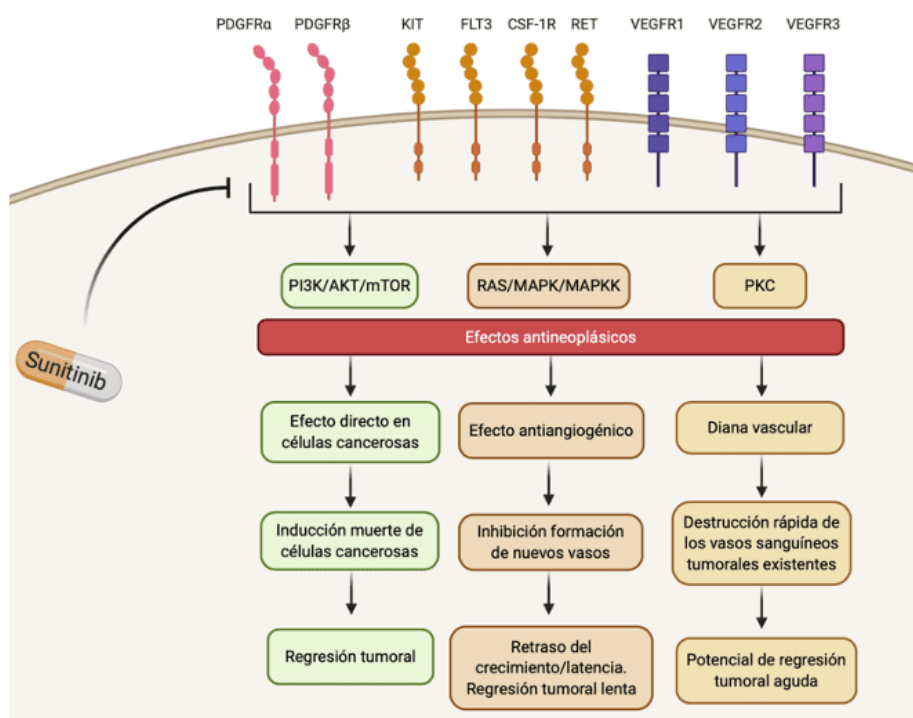 PDGFRα PDGFRβ KIT FLT3 CSF-1R RET VEGFR1 VEGFR2 VEGFR3
Sunitinib
PI3K/AKT/mTOR
RAS/MAPK/MAPKK
PKC
Efectos antineoplásicos
Efecto directo en
células cancerosas
Efecto antiangiogénico
Diana vascular
Inducción muerte de
células cancerosas
Inhibición formación
de nuevos vasos
Destrucción rápida de
los vasos sanguíneos
tumorales existentes
Regresión tumoral
Retraso del
crecimiento/latencia.
Regresión tumoral lenta
Potencial de regresión
tumoral aguda